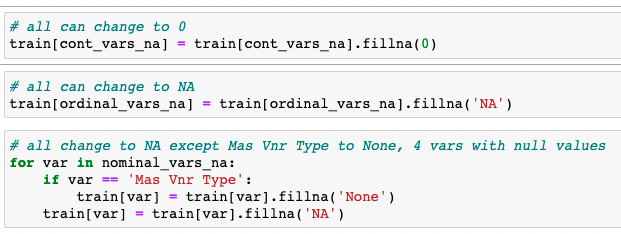 # all can change to 0
train[cont_vars_na] = train[cont_vars_na].fillna(0)
# all can change to NA
train[ordinal_vars_na] = train[ordinal_vars_na].fillna('NA')
# all change to NA except Mas Vnr Type to None, 4 vars with null values
for var in nominal_vars_na:
    if var == 'Mas Vnr Type':
        train[var] = train[var].fillna('None')
    train[var] = train[var].fillna('NA')